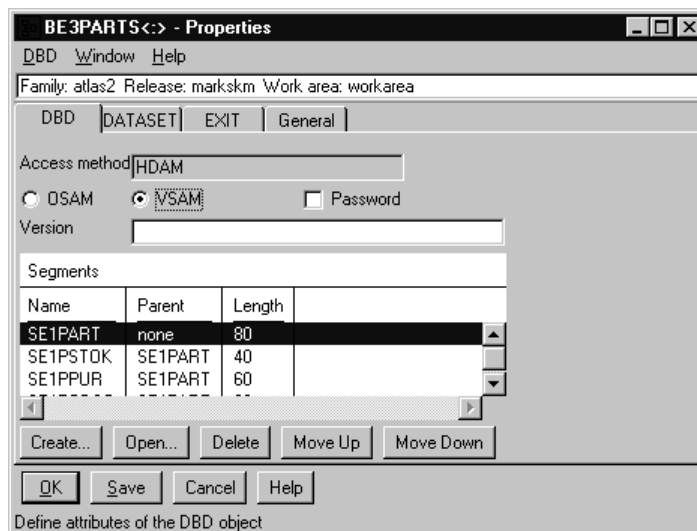 BE3PARTS<:> - Properties
DBD Window Help
Family: atlas2 Release: markskm Work area: workarea
DBD DATASET EXIT General
Access method HDAM
OSAM VSAM Password
Version
Segments
Name Parent Length
SE1PART none 80
SE1PSTOK SE1PART 40
SE1PPUR SE1PART 60
Create... Open... Delete Move Up Move Down
OK Save Cancel Help
Define attributes of the DBD object